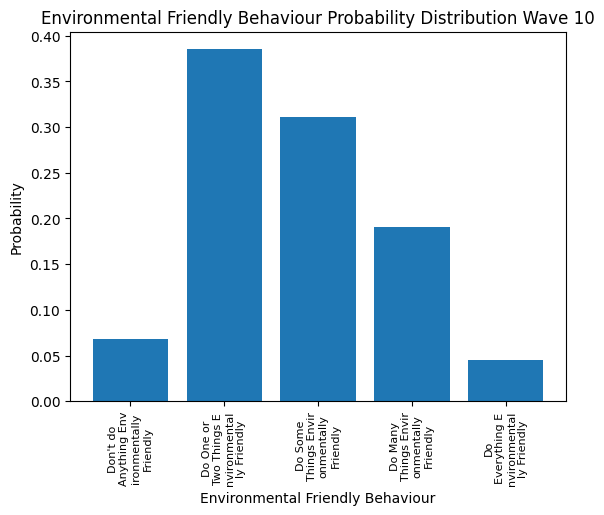 Environmental Friendly Behaviour Probability Distribution Wave 10
Probability
0.40
0.35
0.30
0.25
0.20
0.15
0.10
0.05
0.00
Don't do
Anything Env
ironmentally
Friendly
Do One or
Two Things E
nvironmental
ly Friendly
Do Some
Things Envir
onmentally
Friendly
Do Many
Things Envir
onmentally
Friendly
Do
Everything E
nvironmental
ly Friendly
Environmental Friendly Behaviour